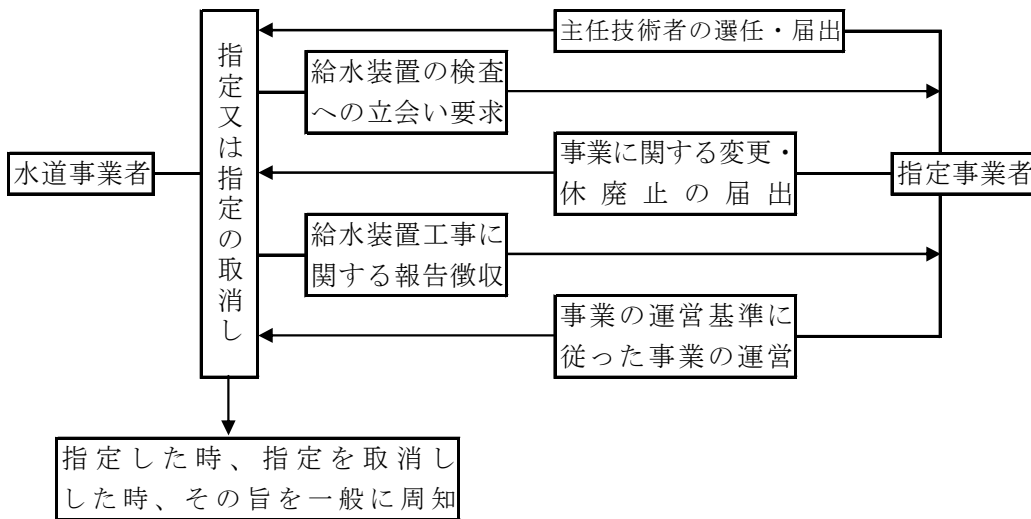 水道事業者
指定又は指定の取消し
主任技術者の選任・届出
給水装置の検査
への立会い要求
事業に関する変更・
休廃止の届出
給水装置工事に
関する報告徴収
事業の運営基準に
従った事業の運営
指定事業者
指定した時、指定を取消し
した時、その旨を一般に周知